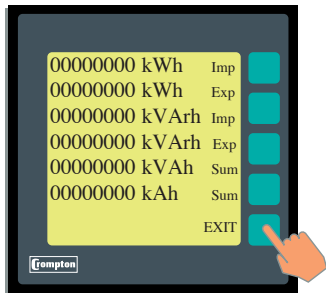 00000000 kWh Imp
00000000 kWh Exp
00000000 kVArh Imp
00000000 kVArh Exp
00000000 kVAh Sum
00000000 kAh Sum
EXIT
Crompton